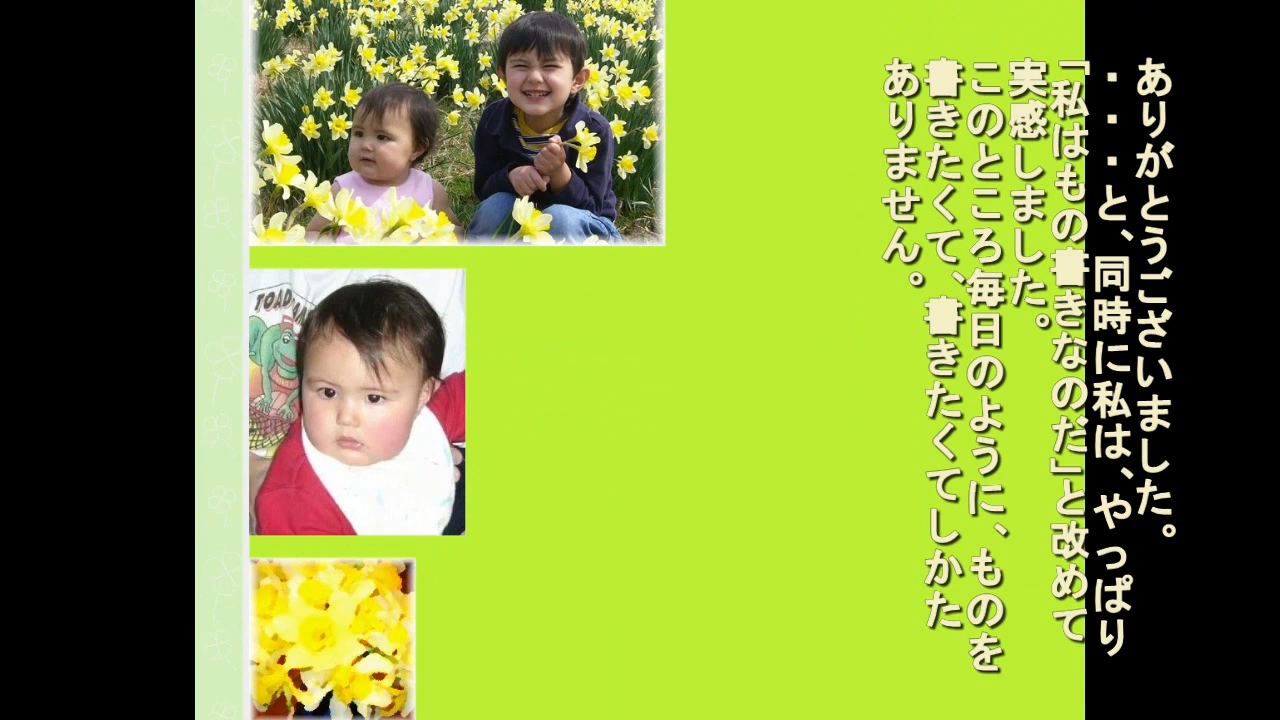 ありがとうございました。
・・・と、同時に私は、やっぱり
「私はもの書きなのだ」と改めて
実感しました。
このところ毎日のように、ものを
書きたくて、書きたくてしかた
ありません。
TOAD